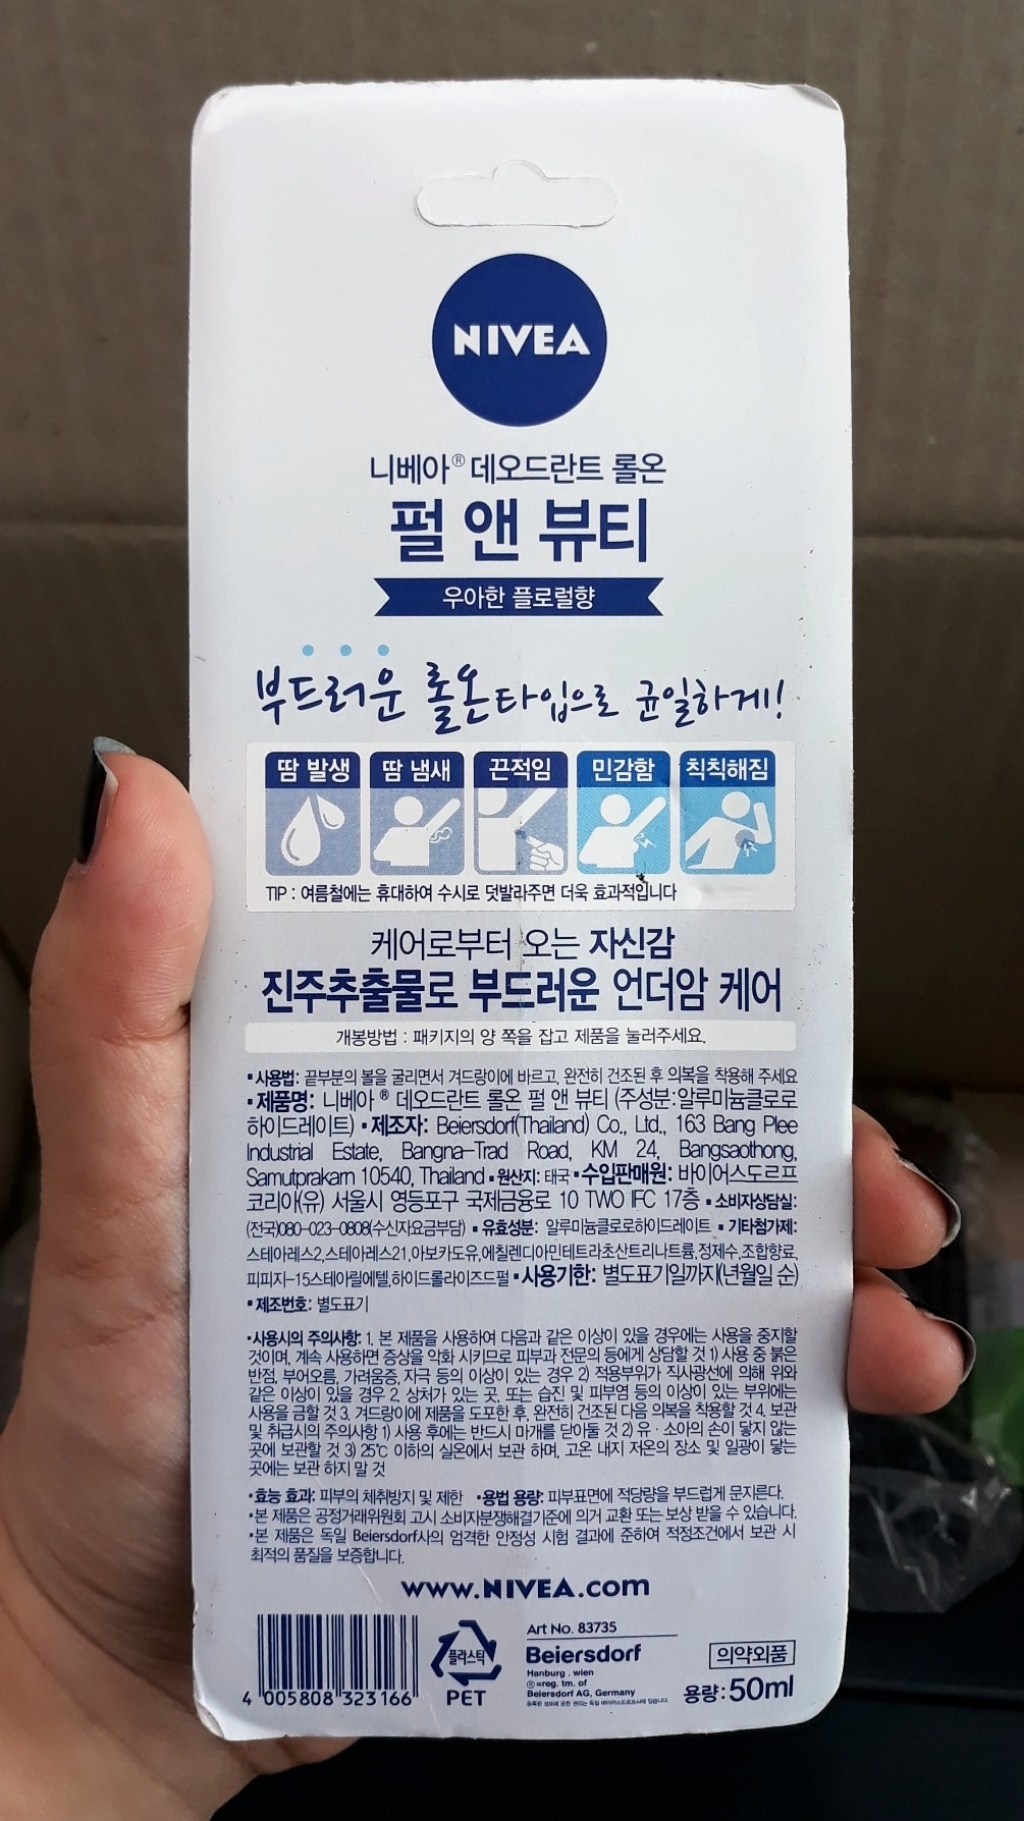 NIVEA
니베아® 데오드란트 롤온
펄 앤 뷰티
우아한 플로럴향
부드러운 롤온타입으로 균일하게!
땀 발생 땀 냄새 끈적임 민감함 칙칙해짐
TIP : 여름철에는 휴대하여 수시로 덧발라주면 더욱 효과적입니다
케어로부터 오는 자신감
진주추출물로 부드러운 언더암 케어
개봉방법 : 패키지의 양 쪽을 잡고 제품을 눌러주세요.
▪사용법: 끝부분의 볼을 굴리면서 겨드랑이에 바르고, 완전히 건조된 후 의복을 착용해 주세요
▪제품명: 니베아 ® 데오드란트 롤온 펄 앤 뷰티 (주성분:알루미늄클로로
하이드레이트) ▪제조자: Beiersdorf(Thailand) Co., Ltd., 163 Bang Plee
Industrial Estate, Bangna-Trad Road, KM 24, Bangsaothong,
Samutprakarn 10540, Thailand ▪원산지: 태국 ▪수입판매원: 바이어스도르프
코리아(유) 서울시 영등포구 국제금융로 10 TWO IFC 17층 ▪소비자상담실:
(전국)080-023-0808(수신자요금부담) ▪유효성분: 알루미늄클로로하이드레이트 ▪기타첨가제:
스테아레스2,스테아레스21,아보카도유,에칠렌디아민테트라초산트리나트륨,정제수,조합향료,
피피지-15스테아릴에텔,하이드롤라이즈드펄 ▪사용기한: 별도표기일까지(년월일 순)
▪제조번호: 별도표기
▪사용시의 주의사항: 1. 본 제품을 사용하여 다음과 같은 이상이 있을 경우에는 사용을 중지할
것이며, 계속 사용하면 증상을 악화 시키므로 피부과 전문의 등에게 상담할 것 1) 사용 중 붉은
반점, 부어오름, 가려움증, 자극 등의 이상이 있는 경우 2) 적용부위가 직사광선에 의해 위와
같은 이상이 있을 경우 2. 상처가 있는 곳, 또는 습진 및 피부염 등의 이상이 있는 부위에는
사용을 금할 것 3. 겨드랑이에 제품을 도포한 후, 완전히 건조된 다음 의복을 착용할 것 4. 보관
및 취급시의 주의사항 1) 사용 후에는 반드시 마개를 닫아둘 것 2) 유 · 소아의 손이 닿지 않는
곳에 보관할 것 3) 25℃ 이하의 실온에서 보관 하며, 고온 내지 저온의 장소 및 일광이 닿는
곳에는 보관 하지 말 것
▪효능 효과: 피부의 체취방지 및 제한 ▪용법 용량: 피부표면에 적당량을 부드럽게 문지른다.
▪본 제품은 공정거래위원회 고시 소비자분쟁해결기준에 의거 교환 또는 보상 받을 수 있습니다.
▪본 제품은 독일 Beiersdorf사의 엄격한 안정성 시험 결과에 준하여 적정조건에서 보관 시
최적의 품질을 보증합니다.
www.NIVEA.com
4 005808 323166
플라스틱
PET
Art No. 83735
Beiersdorf
Hanburg . wien
®=reg. tm. of
Beiersdorf AG, Germany
의약외품
용량:50ml